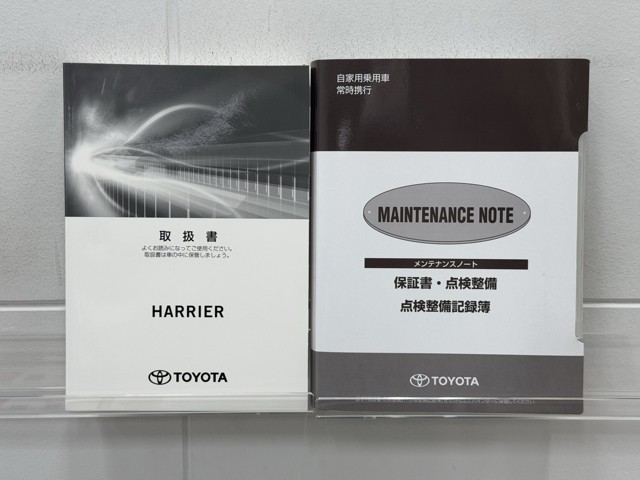 取扱書
よくお読みになってご使用ください。
取扱書は車の中に保管しましょう。
HARRIER
TOYOTA
自家用乗用車
常時携行
MAINTENANCE NOTE
メンテナンスノート
保証書・点検整備
点検整備記録簿
TOYOTA